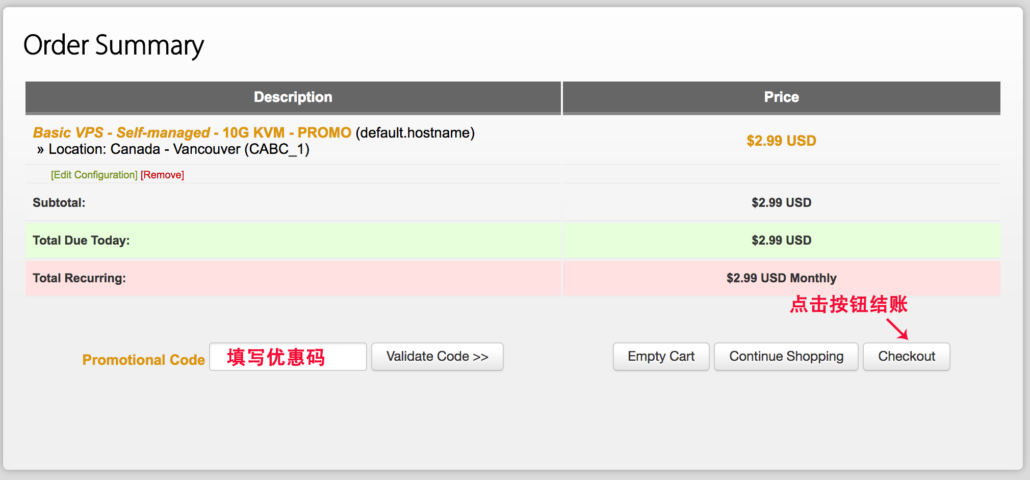 Order Summary
Description Price
Basic VPS - Self-managed - 10G KVM - PROMO (default.hostname)
» Location: Canada - Vancouver (CABC_1)
$2.99 USD
[Edit Configuration] [Remove]
Subtotal: $2.99 USD
Total Due Today: $2.99 USD
Total Recurring: $2.99 USD Monthly
点击按钮结账
Promotional Code 填写优惠码 Validate Code >> Empty Cart Continue Shopping Checkout